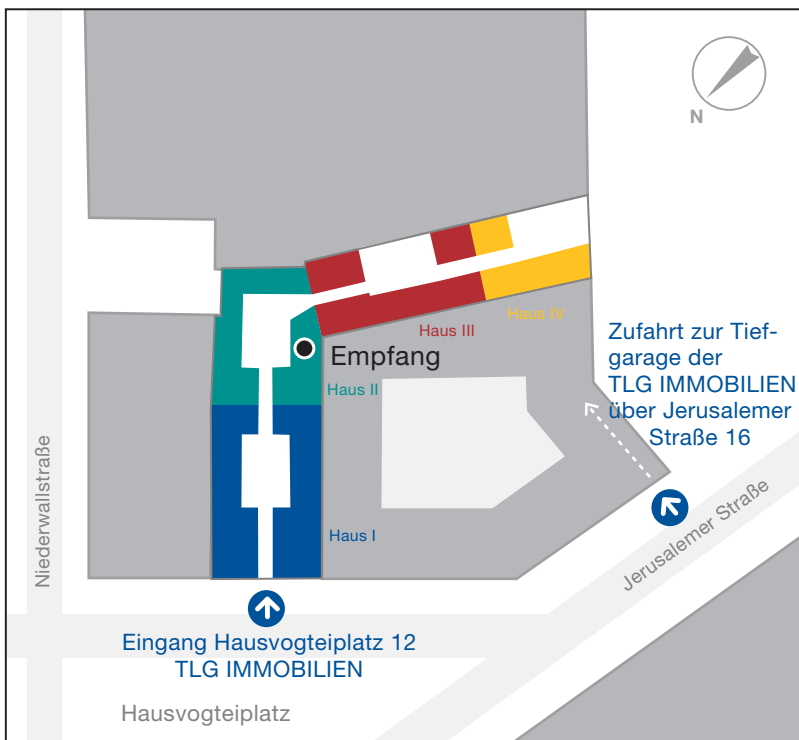 N
Haus III
Haus IV
Empfang
Haus II
Zufahrt zur Tief-
garage der
TLG IMMOBILIEN
über Jerusalemer
Straße 16
Niederwallstraße
Haus I
Jerusalemer Straße
Eingang Hausvogteiplatz 12
TLG IMMOBILIEN
Hausvogteiplatz